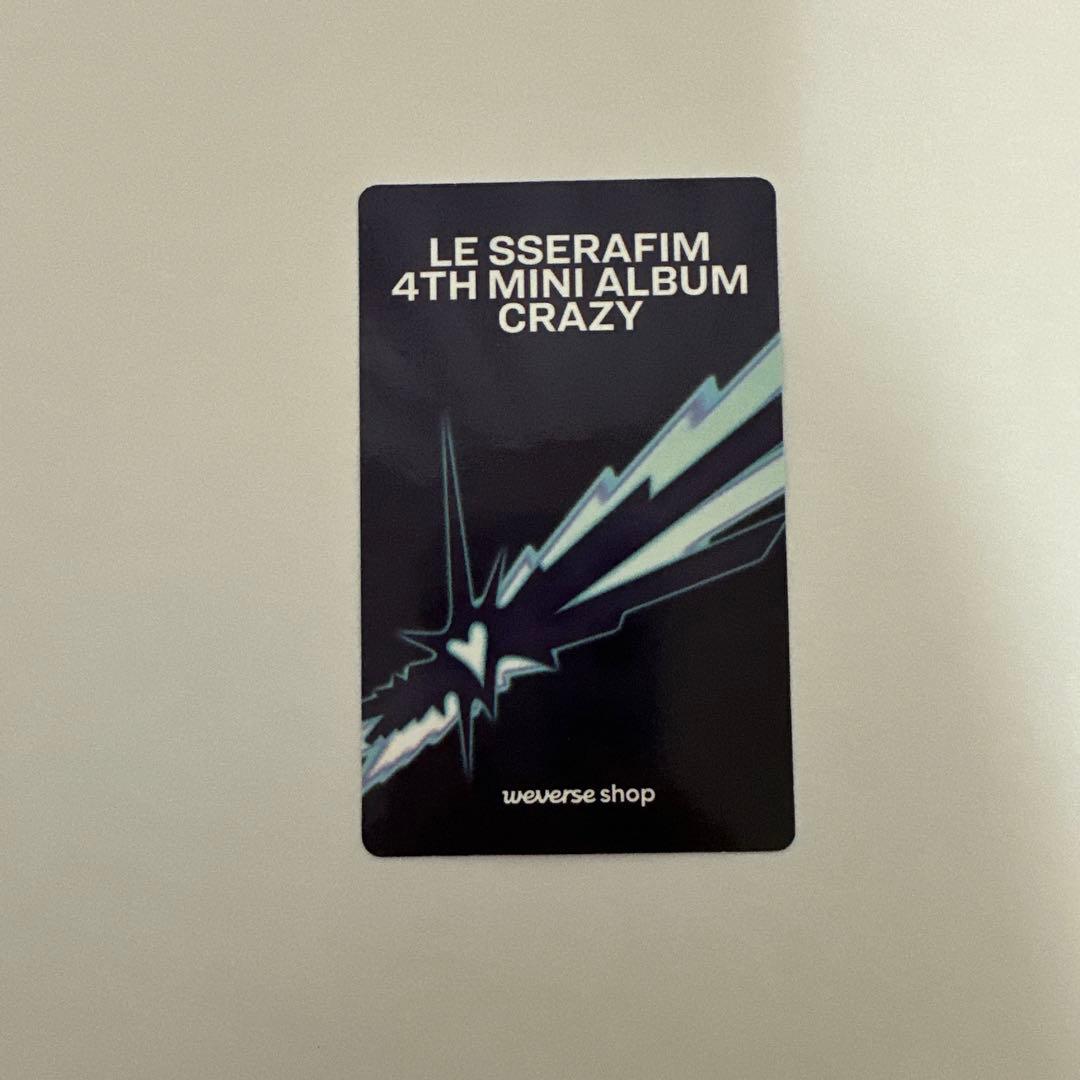 LE SSERAFIM
4TH MINI ALBUM
CRAZY
weverse shop